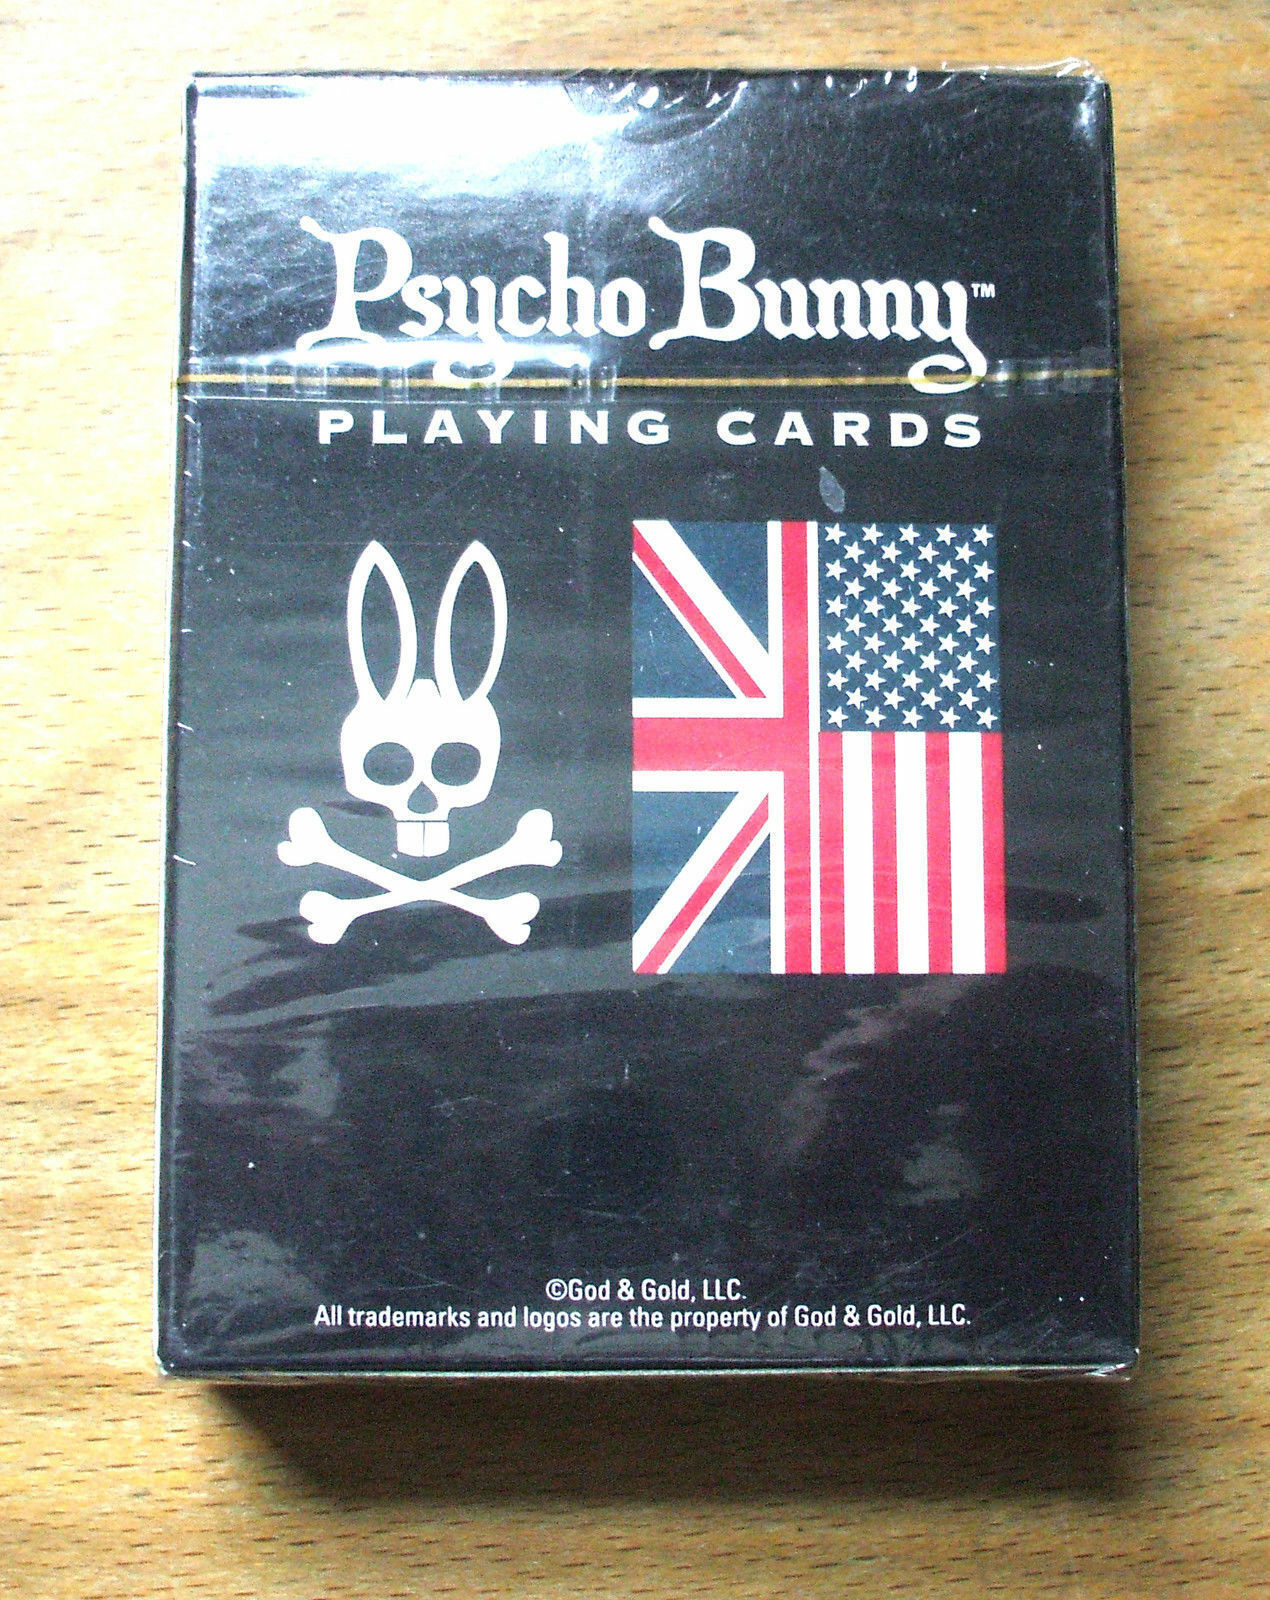 Psycho Bunny™
PLAYING CARDS
©God & Gold, LLC.
All trademarks and logos are the property of God & Gold, LLC.